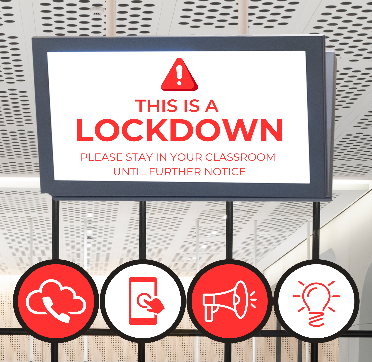 THIS IS A
LOCKDOWN
PLEASE STAY IN YOUR CLASSROOM
UNTIL FURTHER NOTICE